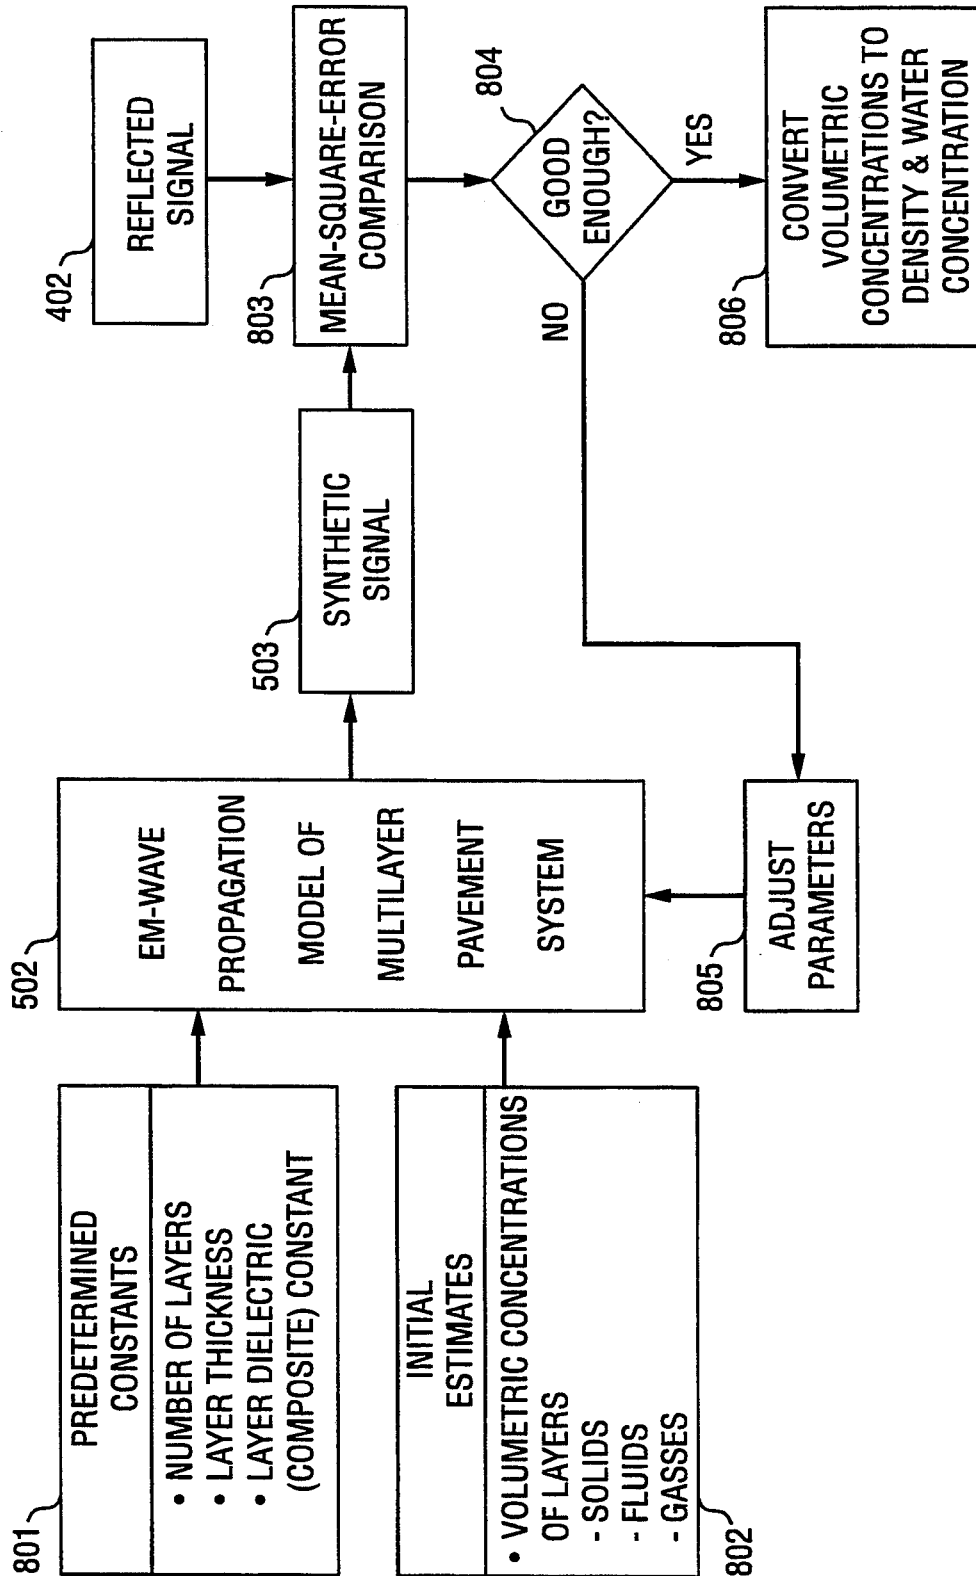 801
PREDETERMINED
CONSTANTS
• NUMBER OF LAYERS
• LAYER THICKNESS
• LAYER DIELECTRIC
(COMPOSITE) CONSTANT
INITIAL
ESTIMATES
• VOLUMETRIC CONCENTRATIONS
OF LAYERS
- SOLIDS
- FLUIDS
- GASSES
802
502
EM-WAVE
PROPAGATION
MODEL OF
MULTILAYER
PAVEMENT
SYSTEM
805
ADJUST
PARAMETERS
503
SYNTHETIC
SIGNAL
402
REFLECTED
SIGNAL
803
MEAN-SQUARE-ERROR
COMPARISON
804
GOOD
ENOUGH?
NO
YES
806
CONVERT
VOLUMETRIC
CONCENTRATIONS TO
DENSITY & WATER
CONCENTRATION